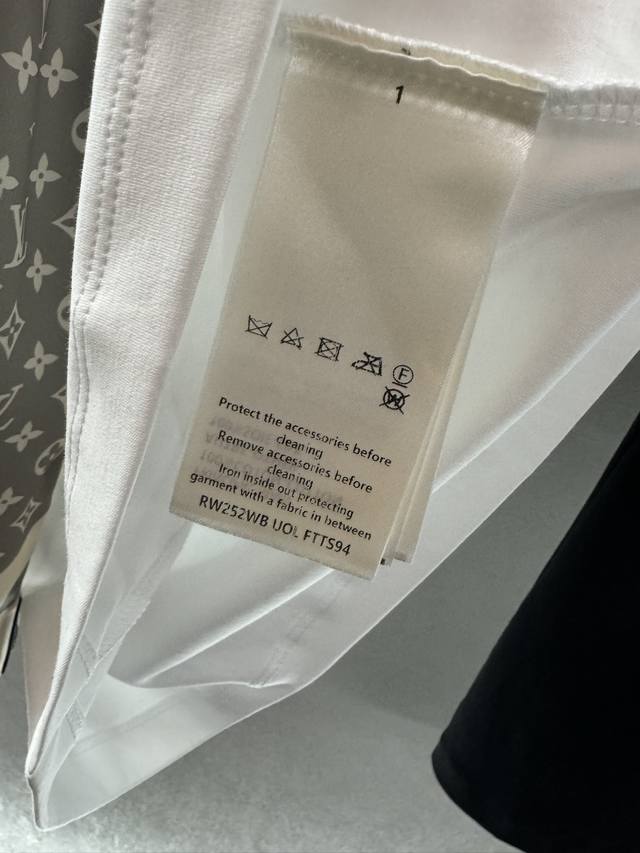 1
F
W
Protect the accessories before
cleaning
Remove accessories before
cleaning
Iron inside out protecting
garment with a fabric in between
RW252WB UOL FTTS94